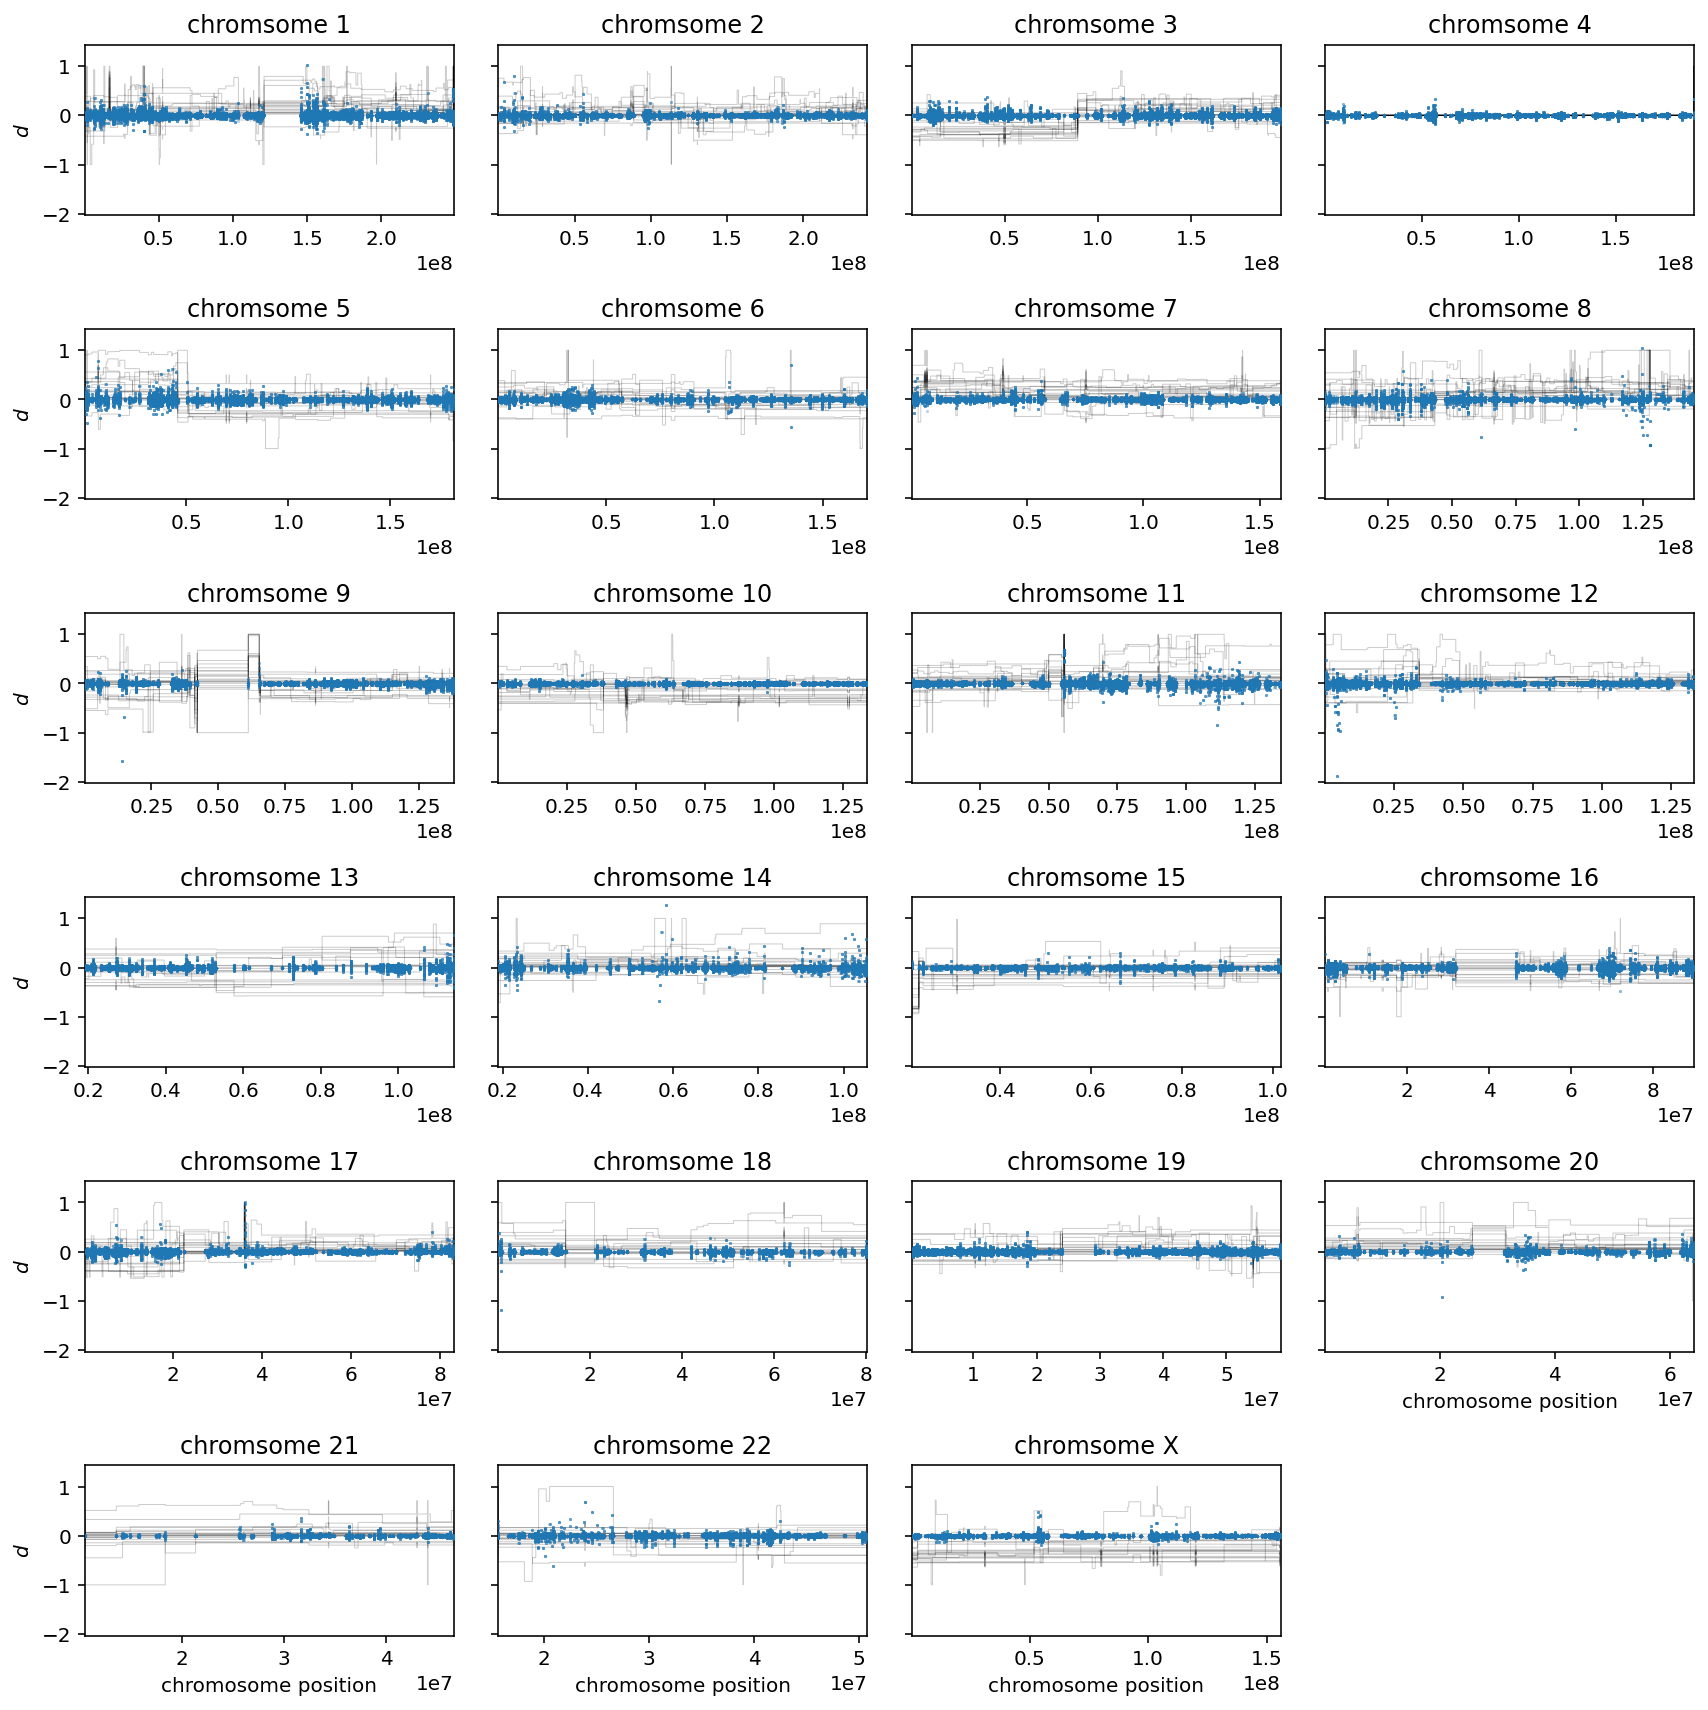 chromsome 1
chromsome 2
chromsome 3
chromsome 4
d
1
0
−1
−2
0.5 1.0 1.5 2.0
1e8
0.5 1.0 1.5 2.0
1e8
0.5 1.0 1.5
1e8
0.5 1.0 1.5
1e8
chromsome 5
chromsome 6
chromsome 7
chromsome 8
d
1
0
−1
−2
0.5 1.0 1.5
1e8
0.5 1.0 1.5
1e8
0.5 1.0 1.5
1e8
0.25 0.50 0.75 1.00 1.25
1e8
chromsome 9
chromsome 10
chromsome 11
chromsome 12
d
1
0
−1
−2
0.25 0.50 0.75 1.00 1.25
1e8
0.25 0.50 0.75 1.00 1.25
1e8
0.25 0.50 0.75 1.00 1.25
1e8
0.25 0.50 0.75 1.00 1.25
1e8
chromsome 13
chromsome 14
chromsome 15
chromsome 16
d
1
0
−1
−2
0.2 0.4 0.6 0.8 1.0
1e8
0.2 0.4 0.6 0.8 1.0
1e8
0.4 0.6 0.8 1.0
1e8
2 4 6 8
1e7
chromsome 17
chromsome 18
chromsome 19
chromsome 20
d
1
0
−1
−2
2 4 6 8
1e7
2 4 6 8
1e7
1 2 3 4 5
1e7
2 4 6
chromosome position
1e7
chromsome 21
chromsome 22
chromsome X
d
1
0
−1
−2
2 3 4
chromosome position
1e7
2 3 4 5
chromosome position
1e7
0.5 1.0 1.5
chromosome position
1e8